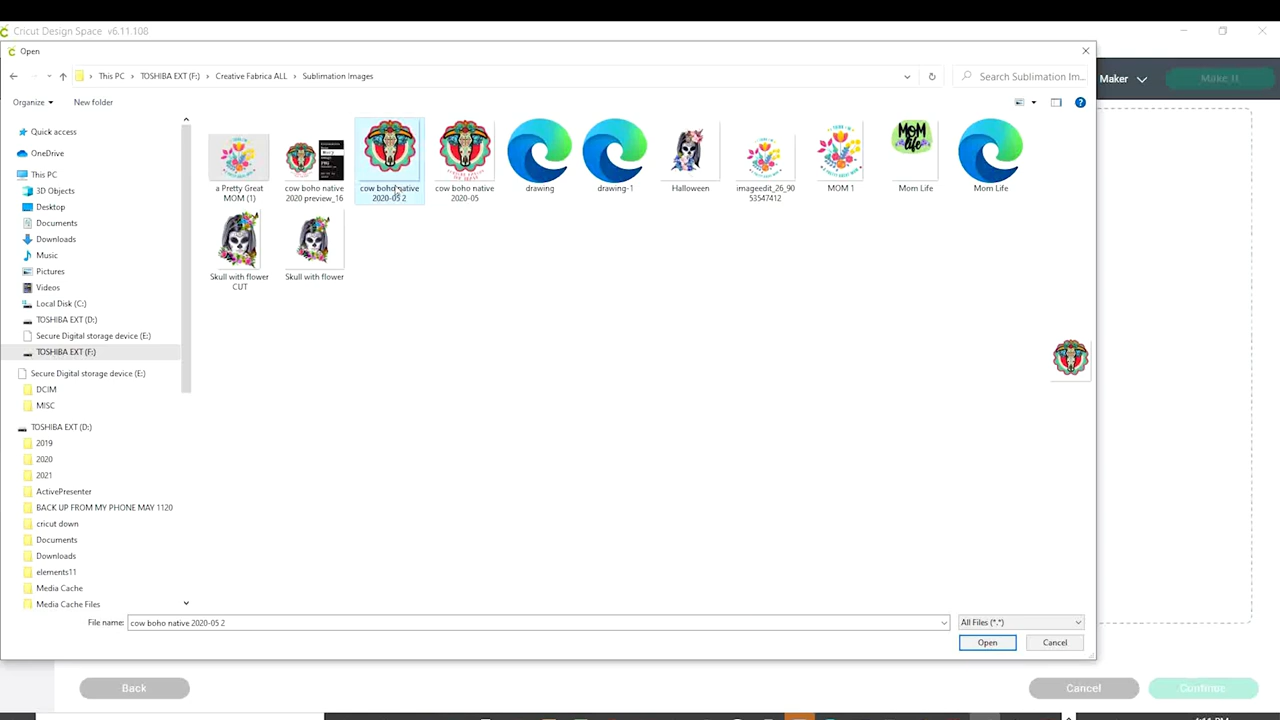 Cricut Design Space v6.11.108
Open
This PC > TOSHIBA EXT (F:) > Creative Fabrica ALL > Sublimation Images
Search Sublimation Im...
Maker
Make It
Organize
New folder
Quick access
OneDrive
This PC
3D Objects
Desktop
Documents
Downloads
Music
Pictures
Videos
Local Disk (C:)
TOSHIBA EXT (D:)
Secure Digital storage device (E:)
TOSHIBA EXT (F:)
Secure Digital storage device (E:)
DCIM
MISC
TOSHIBA EXT (D:)
2019
2020
2021
ActivePresenter
BACK UP FROM MY PHONE MAY 1120
cricut down
Documents
Downloads
elements11
Media Cache
Media Cache Files
a Pretty Great
MOM (1)
cow boho native
2020 preview_16
cow boho native
2020-05 2
cow boho native
2020-05
drawing
drawing-1
Halloween
imageedit_26_90
53547412
MOM 1
MOM
life
Mom Life
Mom Life
Skull with flower
CUT
Skull with flower
File name:
cow boho native 2020-05 2
All Files (*.*)
Open
Cancel
Back
Cancel
Continue